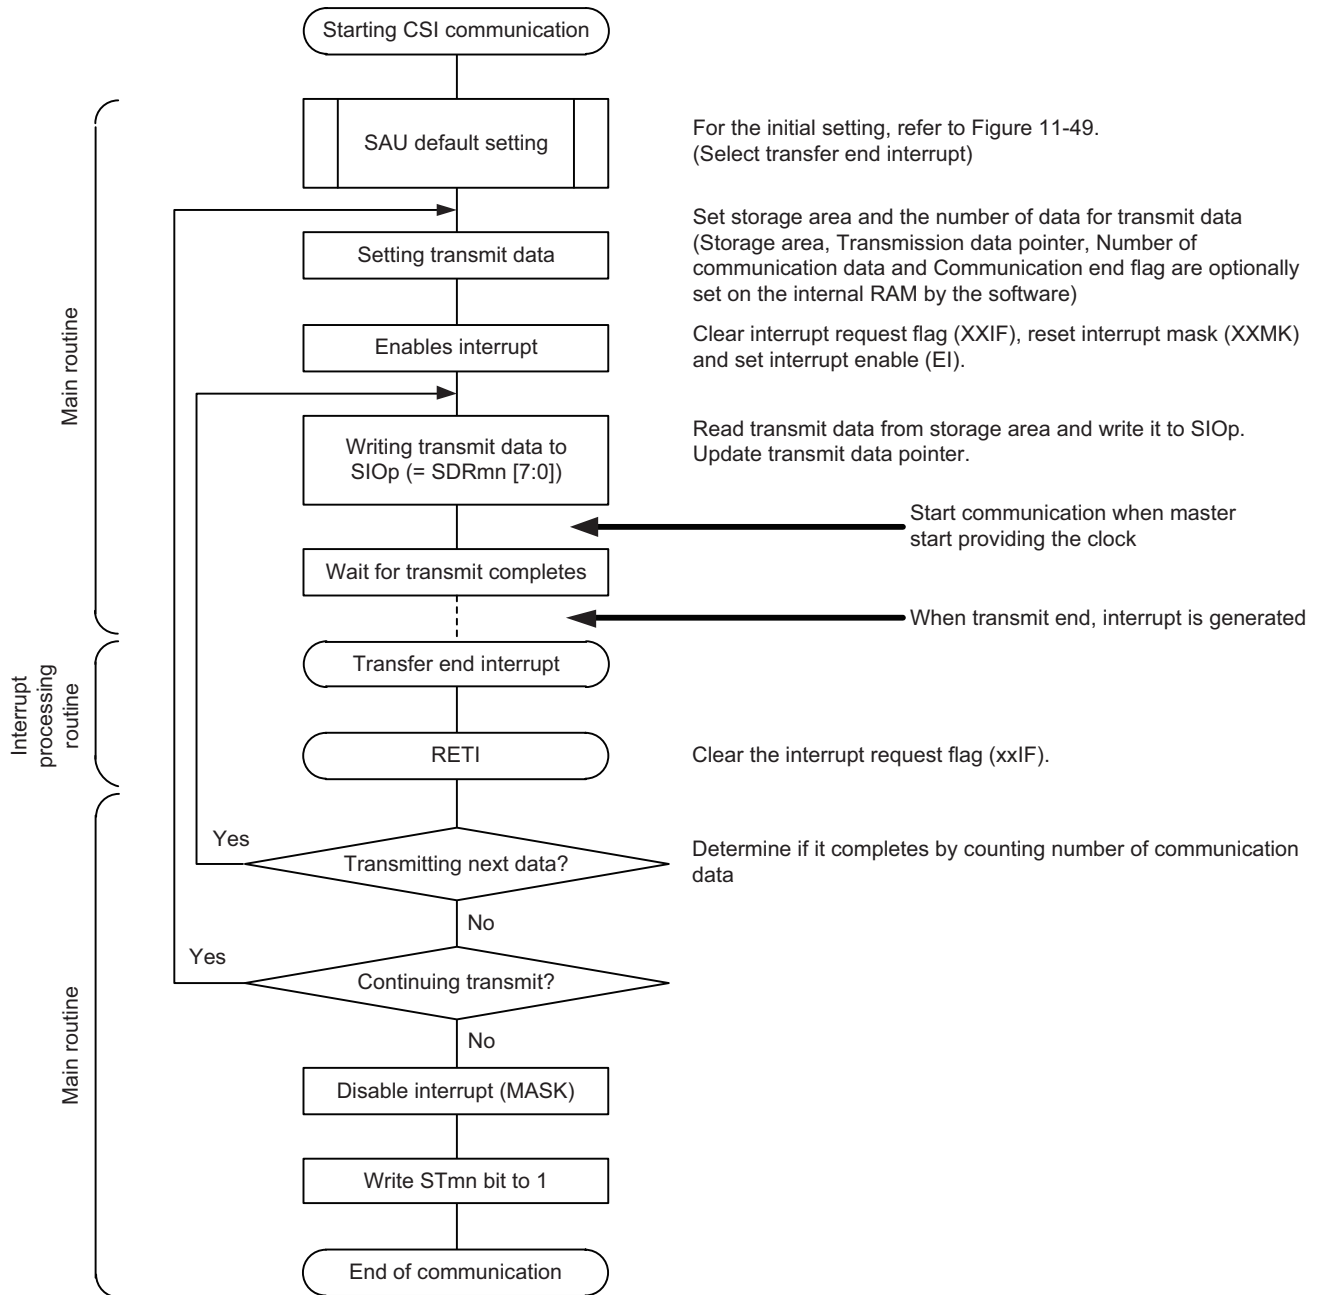 Starting CSI communication
Main routine
SAU default setting
For the initial setting, refer to Figure 11-49.
(Select transfer end interrupt)
Setting transmit data
Set storage area and the number of data for transmit data
(Storage area, Transmission data pointer, Number of
communication data and Communication end flag are optionally
set on the internal RAM by the software)
Enables interrupt
Clear interrupt request flag (XXIF), reset interrupt mask (XXMK)
and set interrupt enable (EI).
Writing transmit data to
SIOp (= SDRmn [7:0])
Read transmit data from storage area and write it to SIOp.
Update transmit data pointer.
Start communication when master
start providing the clock
Wait for transmit completes
When transmit end, interrupt is generated
Interrupt
processing
routine
Transfer end interrupt
RETI
Clear the interrupt request flag (xxIF).
Main routine
Yes
Transmitting next data?
Determine if it completes by counting number of communication
data
No
Yes
Continuing transmit?
No
Disable interrupt (MASK)
Write STmn bit to 1
End of communication